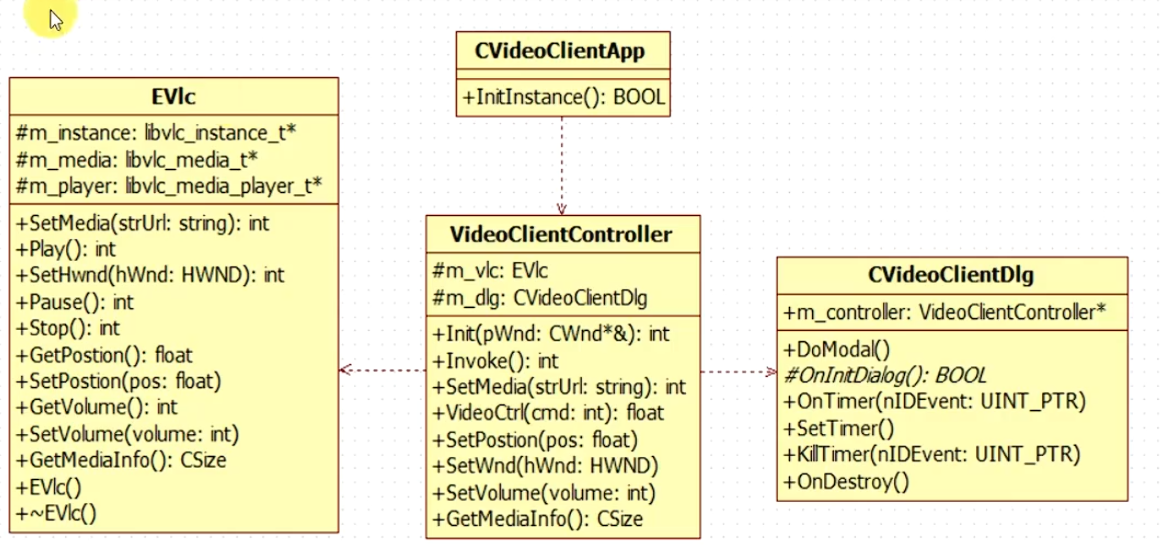 CVideoClientApp
+InitInstance(): BOOL
EVlc
#m_instance: libvlc_instance_t*
#m_media: libvlc_media_t*
#m_player: libvlc_media_player_t*
+SetMedia(strUrl: string): int
+Play(): int
+SetHwnd(hWnd: HWND): int
+Pause(): int
+Stop(): int
+GetPostion(): float
+SetPostion(pos: float)
+GetVolume(): int
+SetVolume(volume: int)
+GetMediaInfo(): CSize
+EVlc()
+~EVlc()
VideoClientController
#m_vlc: EVlc
#m_dlg: CVideoClientDlg
+Init(pWnd: CWnd*&): int
+Invoke(): int
+SetMedia(strUrl: string): int
+VideoCtrl(cmd: int): float
+SetPostion(pos: float)
+SetWnd(hWnd: HWND)
+SetVolume(volume: int)
+GetMediaInfo(): CSize
CVideoClientDlg
+m_controller: VideoClientController*
+DoModal()
#OnInitDialog(): BOOL
+OnTimer(nIDEvent: UINT_PTR)
+SetTimer()
+KillTimer(nIDEvent: UINT_PTR)
+OnDestroy()